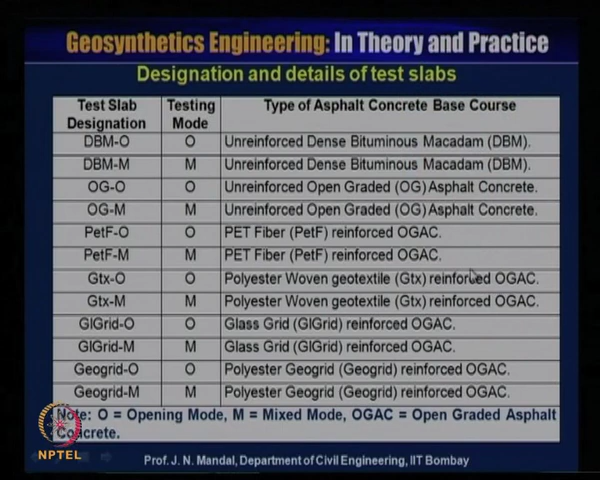 Geosynthetics Engineering: In Theory and Practice
Designation and details of test slabs
Test Slab Designation Testing Mode Type of Asphalt Concrete Base Course
DBM-O O Unreinforced Dense Bituminous Macadam (DBM).
DBM-M M Unreinforced Dense Bituminous Macadam (DBM).
OG-O O Unreinforced Open Graded (OG) Asphalt Concrete.
OG-M M Unreinforced Open Graded (OG) Asphalt Concrete.
PetF-O O PET Fiber (PetF) reinforced OGAC.
PetF-M M PET Fiber (PetF) reinforced OGAC.
Gtx-O O Polyester Woven geotextile (Gtx) reinforced OGAC.
Gtx-M M Polyester Woven geotextile (Gtx) reinforced OGAC.
GlGrid-O O Glass Grid (GlGrid) reinforced OGAC.
GlGrid-M M Glass Grid (GlGrid) reinforced OGAC.
Geogrid-O O Polyester Geogrid (Geogrid) reinforced OGAC.
Geogrid-M M Polyester Geogrid (Geogrid) reinforced OGAC.
Note: O = Opening Mode, M = Mixed Mode, OGAC = Open Graded Asphalt
Concrete.
NPTEL
Prof. J. N. Mandal, Department of Civil Engineering, IIT Bombay